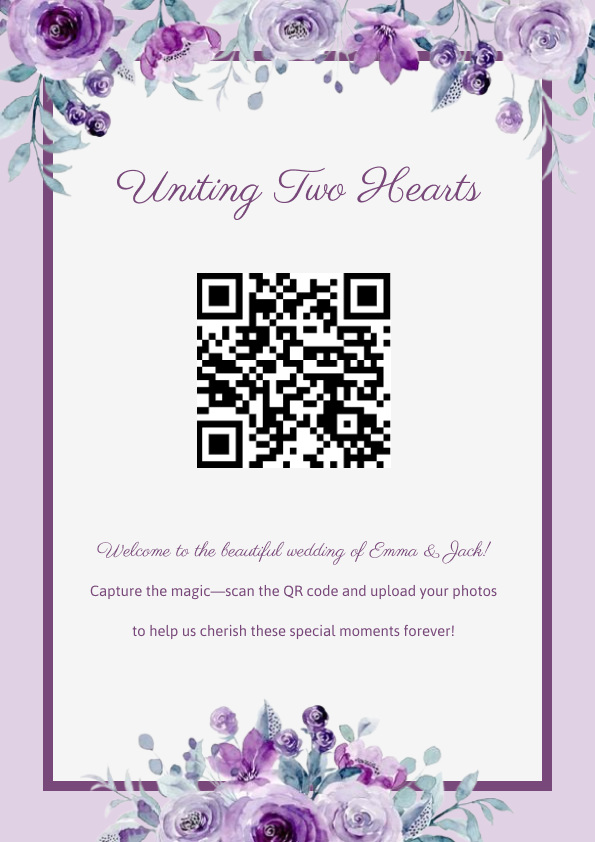 Uniting Two Hearts
Welcome to the beautiful wedding of Emma & Jack!
Capture the magic—scan the QR code and upload your photos
to help us cherish these special moments forever!